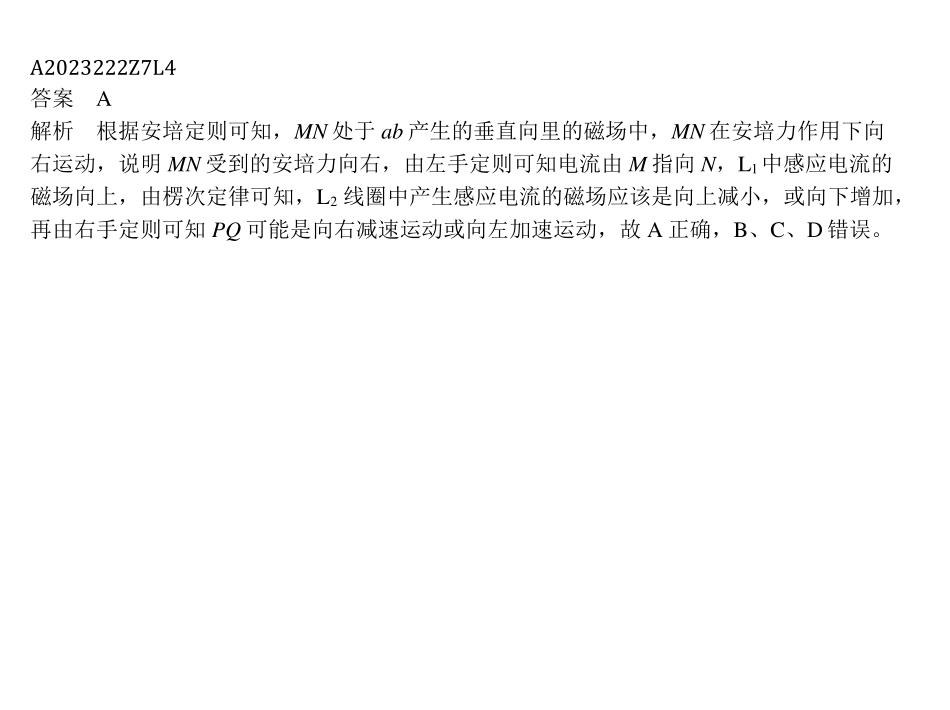 A2023222Z7L4
答案 A
解析 根据安培定则可知，MN 处于 ab 产生的垂直向里的磁场中，MN 在安培力作用下向
右运动，说明 MN 受到的安培力向右，由左手定则可知电流由 M 指向 N，L₁ 中感应电流的
磁场向上，由楞次定律可知，L₂ 线圈中产生感应电流的磁场应该是向上减小，或向下增加，
再由右手定则可知 PQ 可能是向右减速运动或向左加速运动，故 A 正确，B、C、D 错误。